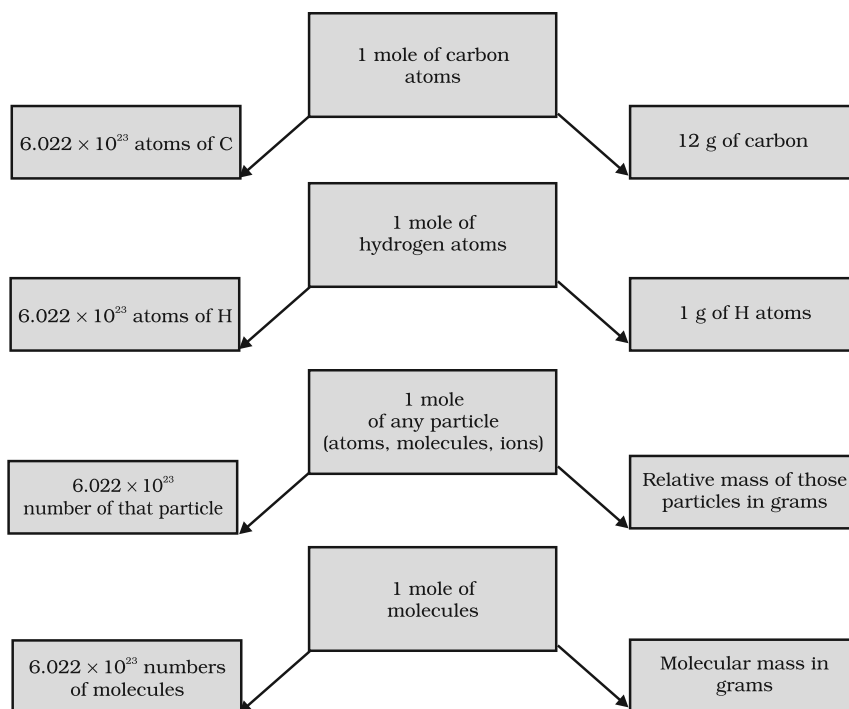 1 mole of carbon
atoms
6.022 × 10²³ atoms of C
12 g of carbon
1 mole of
hydrogen atoms
6.022 × 10²³ atoms of H
1 g of H atoms
1 mole
of any particle
(atoms, molecules, ions)
6.022 × 10²³
number of that particle
Relative mass of those
particles in grams
1 mole of
molecules
6.022 × 10²³ numbers
of molecules
Molecular mass in
grams